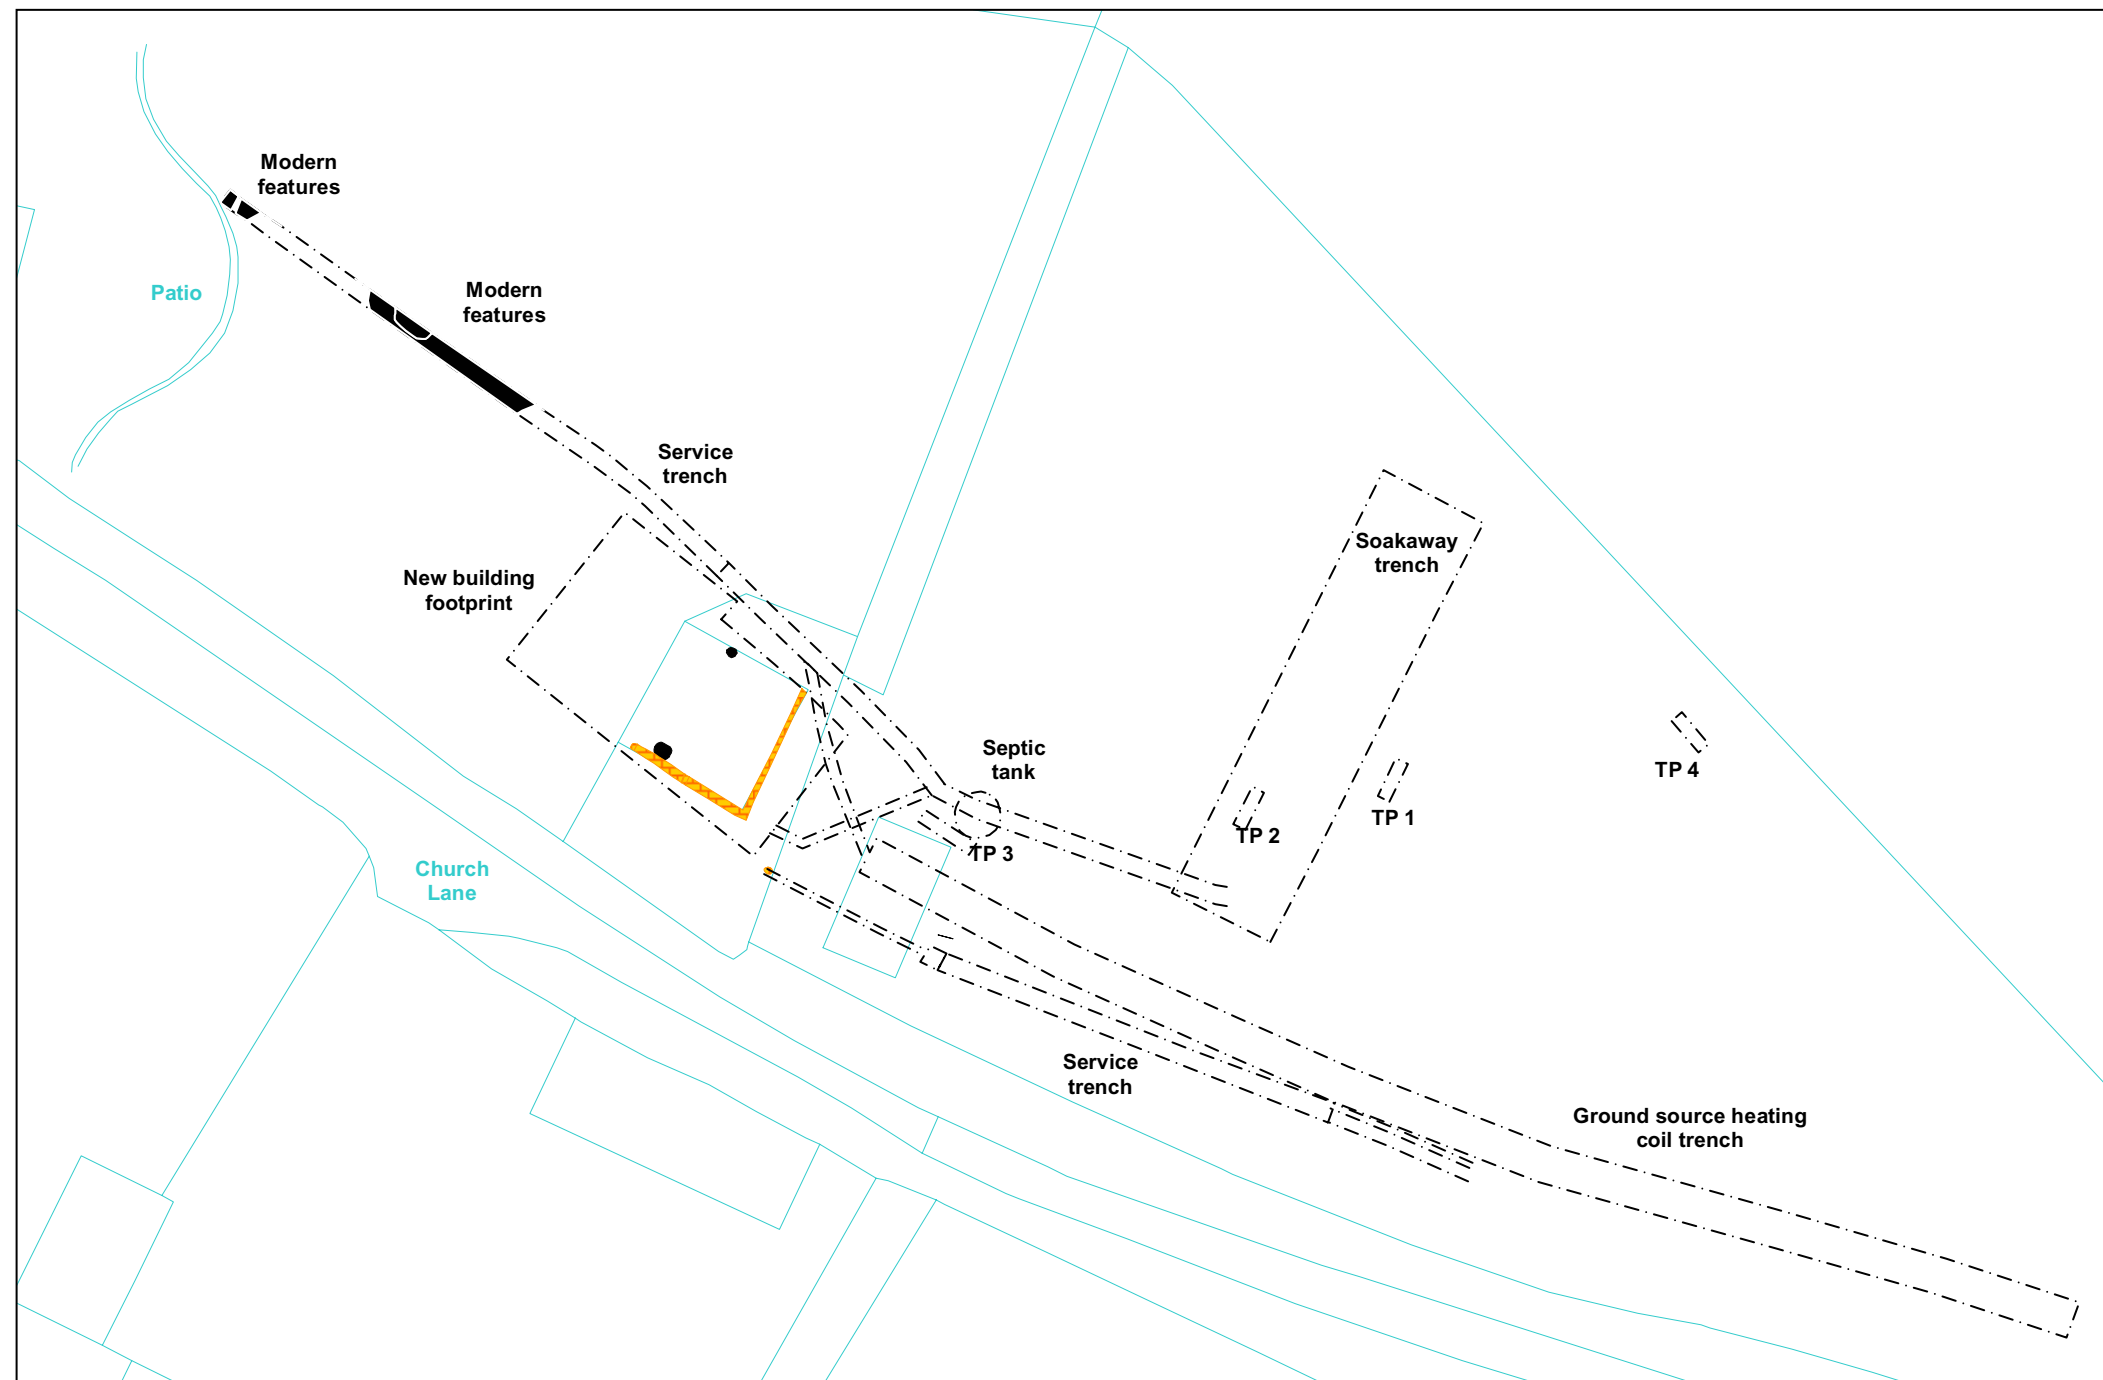 Modern
features
Patio
Modern
features
Service
trench
Soakaway
trench
New building
footprint
Septic
tank
TP 4
TP 1
TP 2
TP 3
Church
Lane
Service
trench
Ground source heating
coil trench